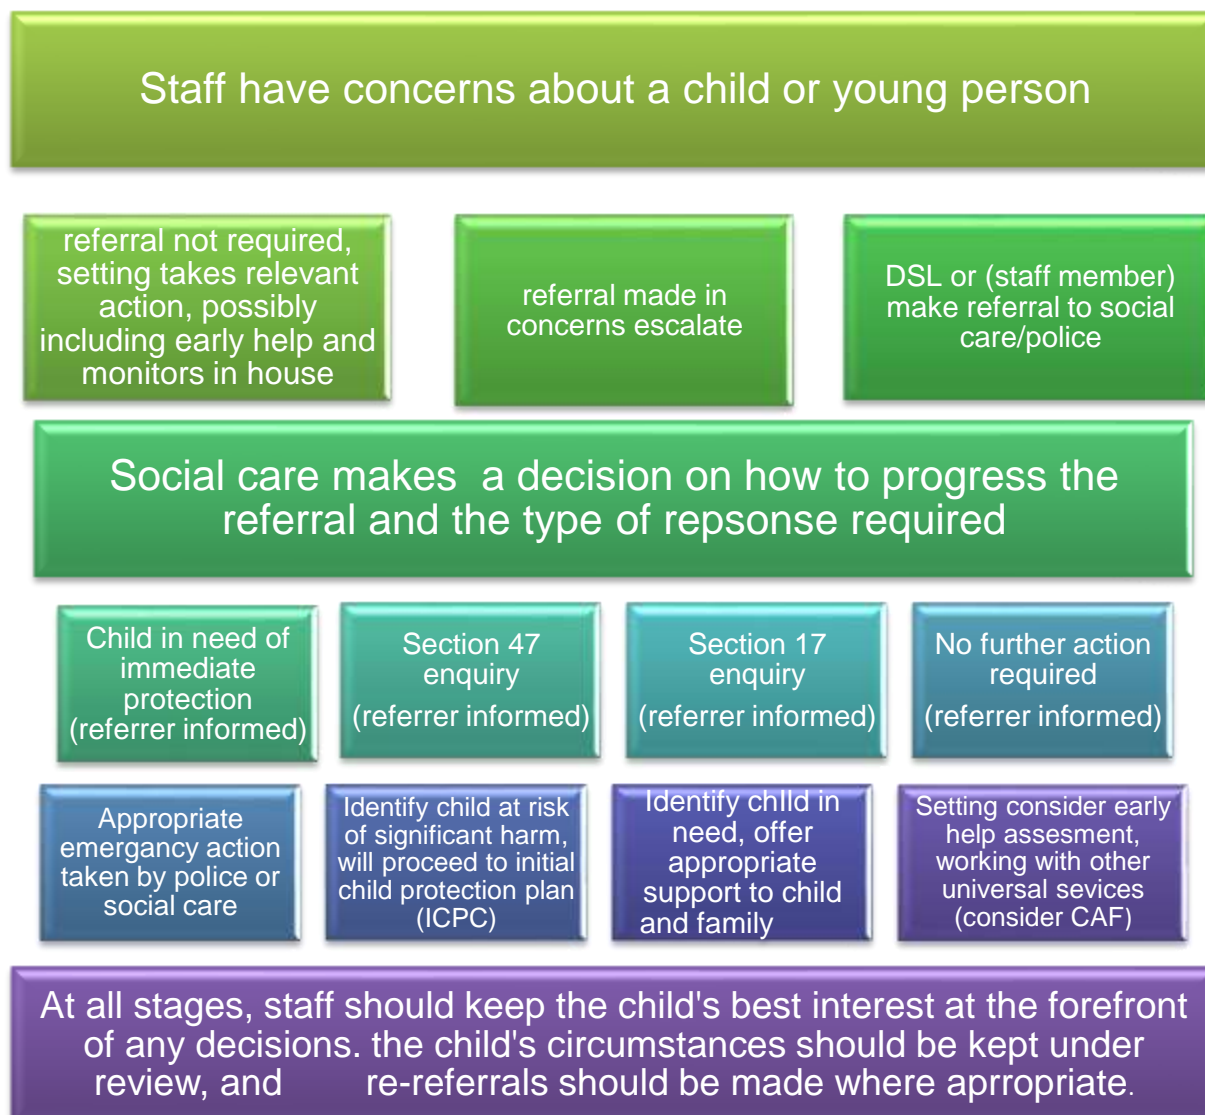 Staff have concerns about a child or young person
referral not required,
setting takes relevant
action, possibly
including early help and
monitors in house
referral made in
concerns escalate
DSL or (staff member)
make referral to social
care/police
Social care makes a decision on how to progress the
referral and the type of repsonse required
Child in need of
immediate
protection
(referrer informed)
Section 47
enquiry
(referrer informed)
Section 17
enquiry
(referrer informed)
No further action
required
(referrer informed)
Appropriate
emergancy action
taken by police or
social care
Identify child at risk
of significant harm,
will proceed to initial
child protection plan
(ICPC)
Identify chIld in
need, offer
appropriate
support to child
and family
Setting consider early
help assesment,
working with other
universal sevices
(consider CAF)
At all stages, staff should keep the child's best interest at the forefront
of any decisions. the child's circumstances should be kept under
review, and re-referrals should be made where aprropriate.